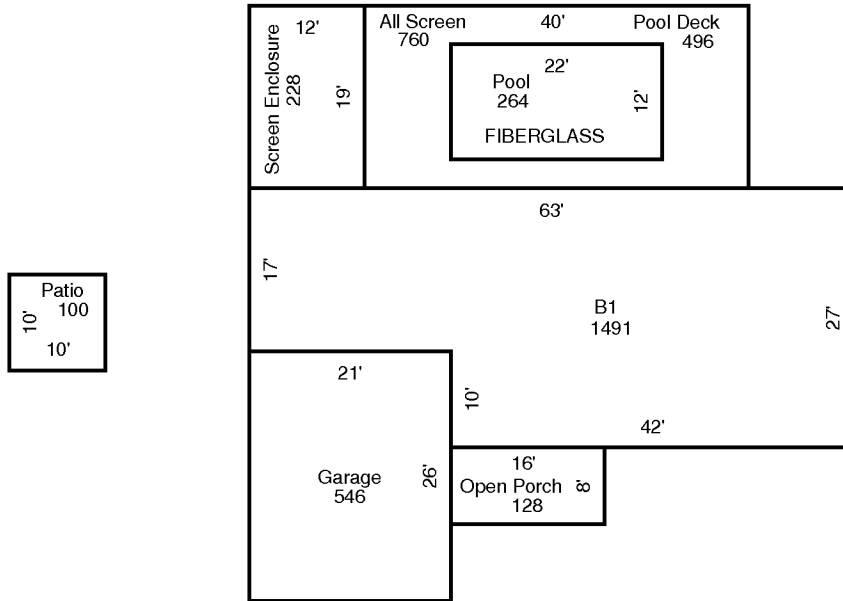 12'
Screen Enclosure
228
19'
All Screen
760
40'
Pool Deck
496
22'
Pool
264
12'
FIBERGLASS
63'
17'
B1
1491
27'
Patio
100
10'
10'
21'
10'
42'
Garage
546
26'
16'
Open Porch
128
8'